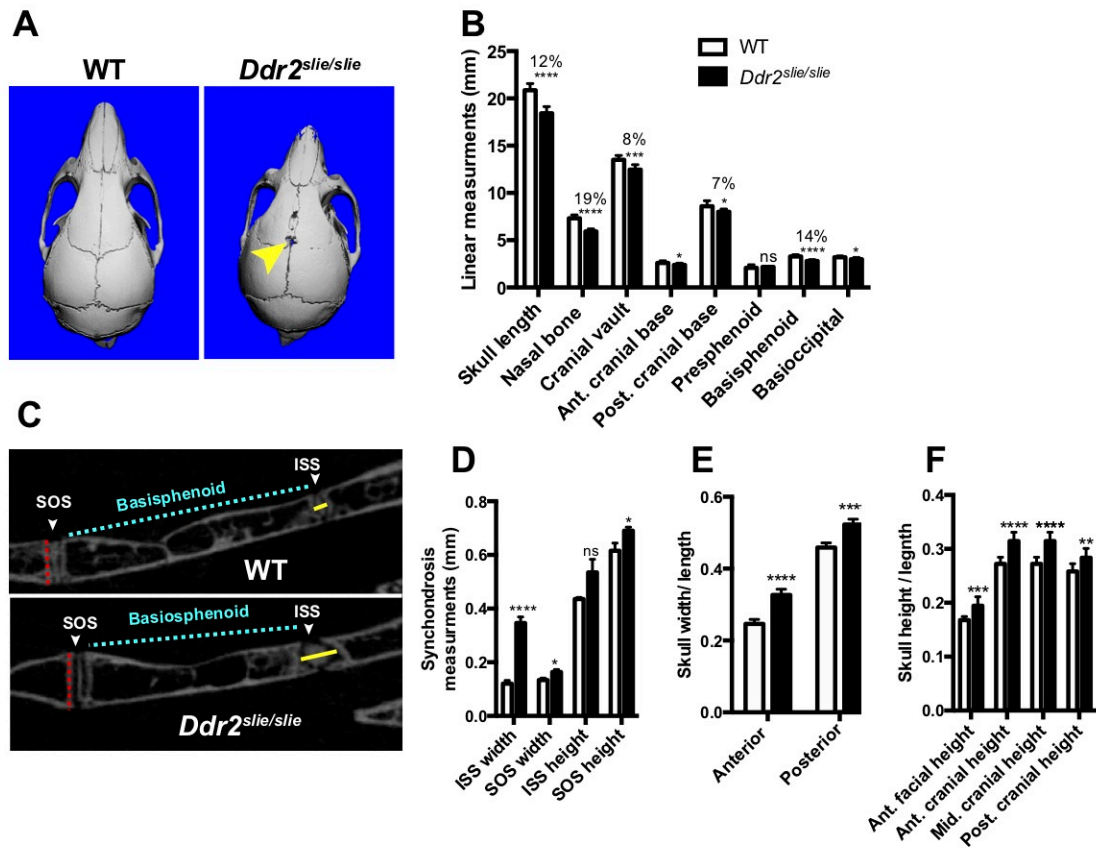 A
WT
Ddr2slie/slie
B
WT
Ddr2slie/slie
Linear measurments (mm)
25
20
15
10
5
0
12%
****
19%
****
8%
***
*
7%
*
ns
14%
****
*
Skull length
Nasal bone
Cranial vault
Ant. cranial base
Post. cranial base
Presphenoid
Basisphenoid
Basioccipital
C
SOS
Basisphenoid
ISS
WT
SOS
Basiosphenoid
ISS
Ddr2slie/slie
D
Synchondrosis
measurments (mm)
0.8
0.6
0.4
0.2
0.0
****
*
ns
*
ISS width
SOS width
ISS height
SOS height
E
Skull width/ length
0.6
0.4
0.2
0.0
****
***
Anterior
Posterior
F
Skull height / legnth
0.4
0.3
0.2
0.1
0.0
***
****
****
**
Ant. facial height
Ant. cranial height
Mid. cranial height
Post. cranial height